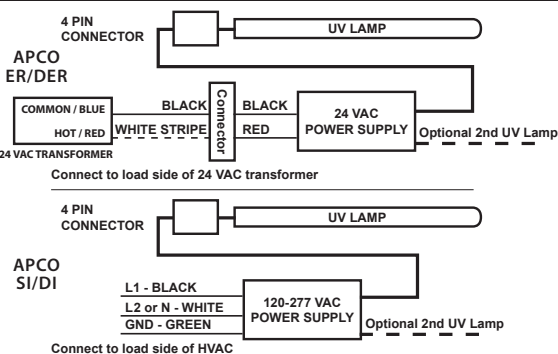 4 PIN
CONNECTOR
UV LAMP
APCO
ER/DER
COMMON / BLUE
HOT / RED
24 VAC TRANSFORMER
BLACK
WHITE STRIPE
Connector
BLACK
RED
24 VAC
POWER SUPPLY
Optional 2nd UV Lamp
Connect to load side of 24 VAC transformer
4 PIN
CONNECTOR
UV LAMP
APCO
SI/DI
L1 - BLACK
L2 or N - WHITE
GND - GREEN
120-277 VAC
POWER SUPPLY
Optional 2nd UV Lamp
Connect to load side of HVAC